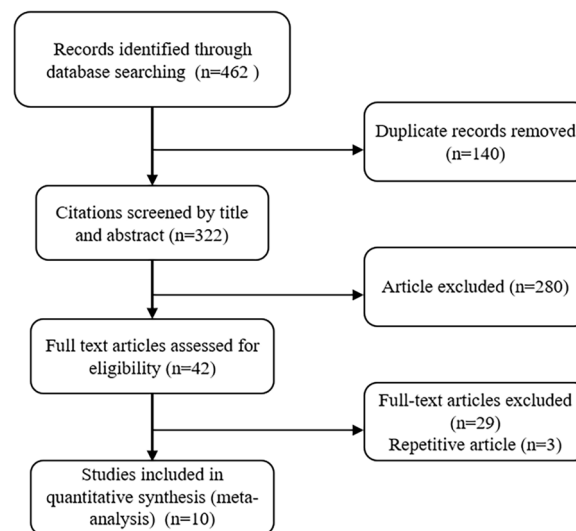 Records identified through
database searching (n=462 )
Duplicate records removed
(n=140)
Citations screened by title
and abstract (n=322)
Article excluded (n=280)
Full text articles assessed for
eligibility (n=42)
Full-text articles excluded
(n=29)
Repetitive article (n=3)
Studies included in
quantitative synthesis (meta-
analysis) (n=10)